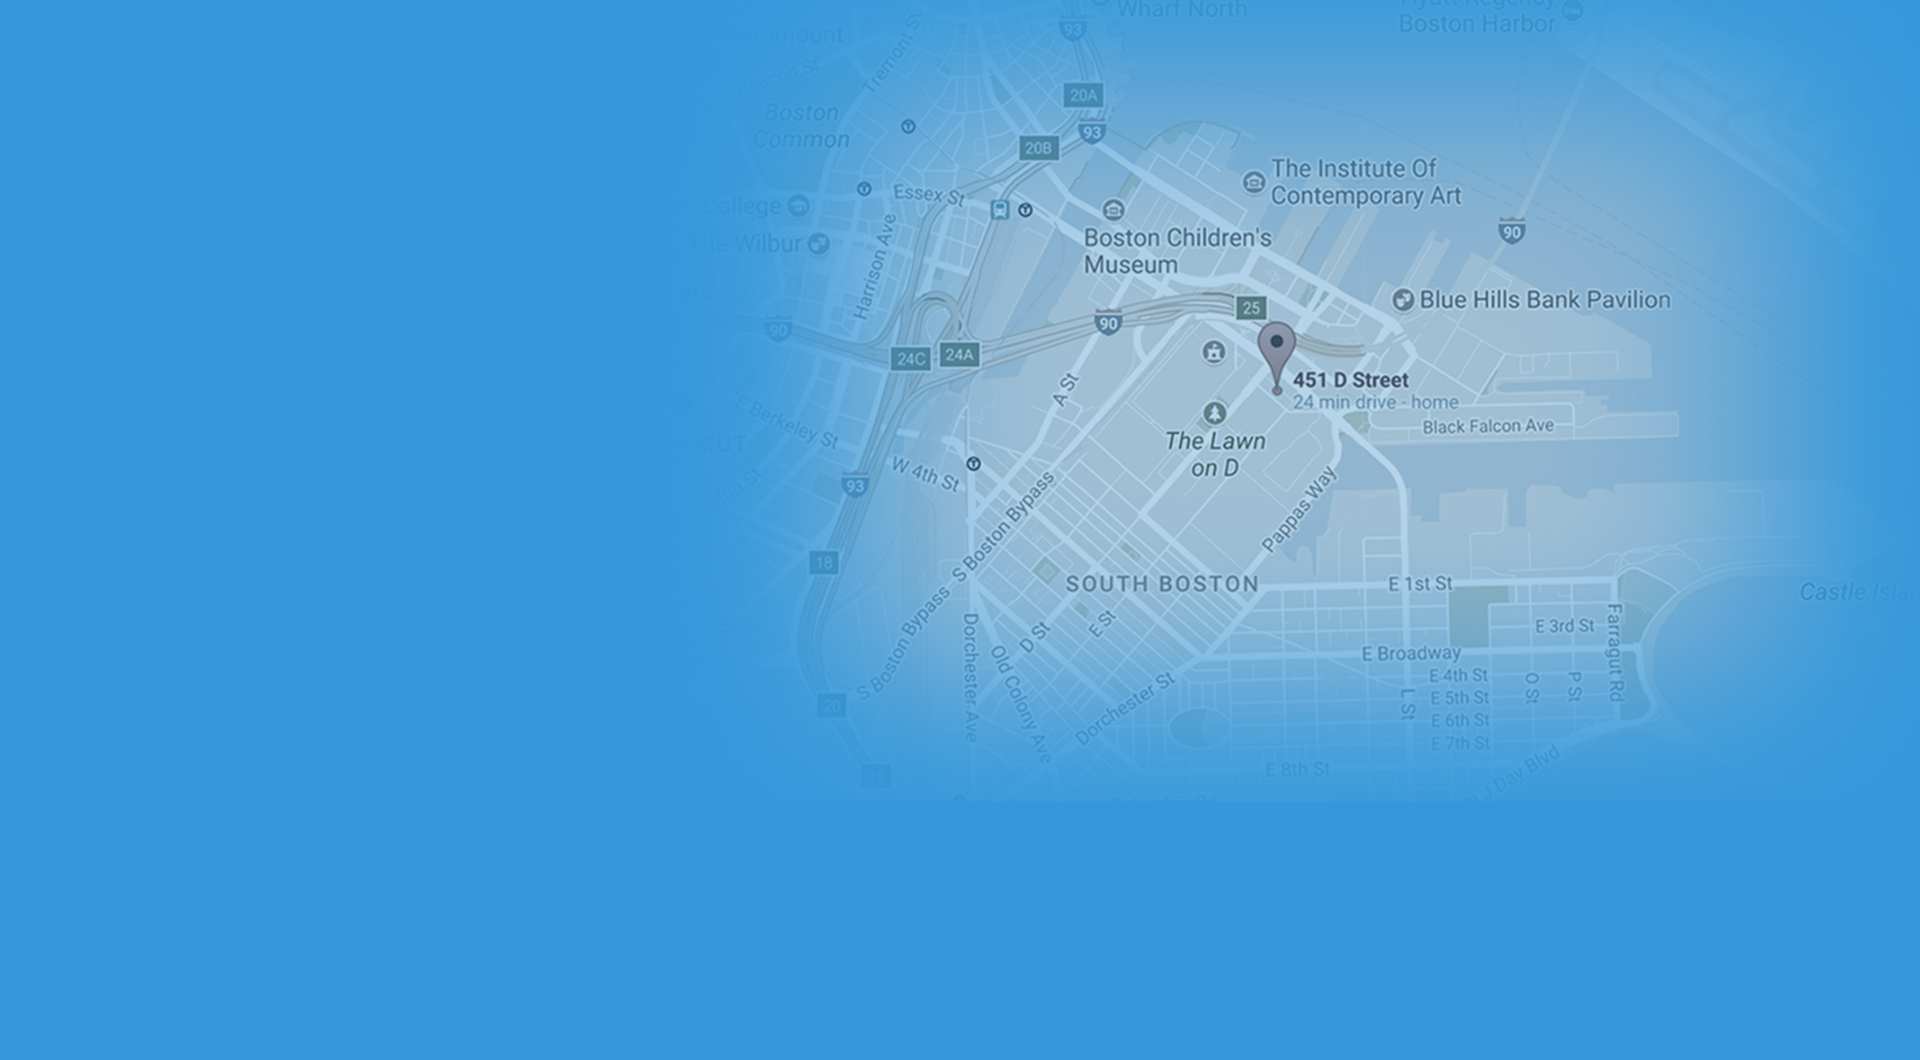 Wharf North
Hyatt Regency
Boston Harbor
93
Tremont St
20A
Boston
Common
93
20B
The Institute Of
Contemporary Art
Essex St
College
90
Boston Children's
Museum
The Wilbur
Harrison Ave
Blue Hills Bank Pavilion
25
90
90
24C
24A
451 D Street
24 min drive - home
A St
E Berkeley St
Black Falcon Ave
The Lawn
on D
W 4th St
93
Pappas Way
S Boston Bypass
18
SOUTH BOSTON
E 1st St
Castle
S Boston Bypass
Dorchester Ave
D St
E St
E 3rd St
Farragut Rd
Old Colony Ave
E Broadway
E 4th St
E 5th St
E 6th St
E 7th St
L St
O St
P St
20
Dorchester St
E 8th St
J Day Blvd